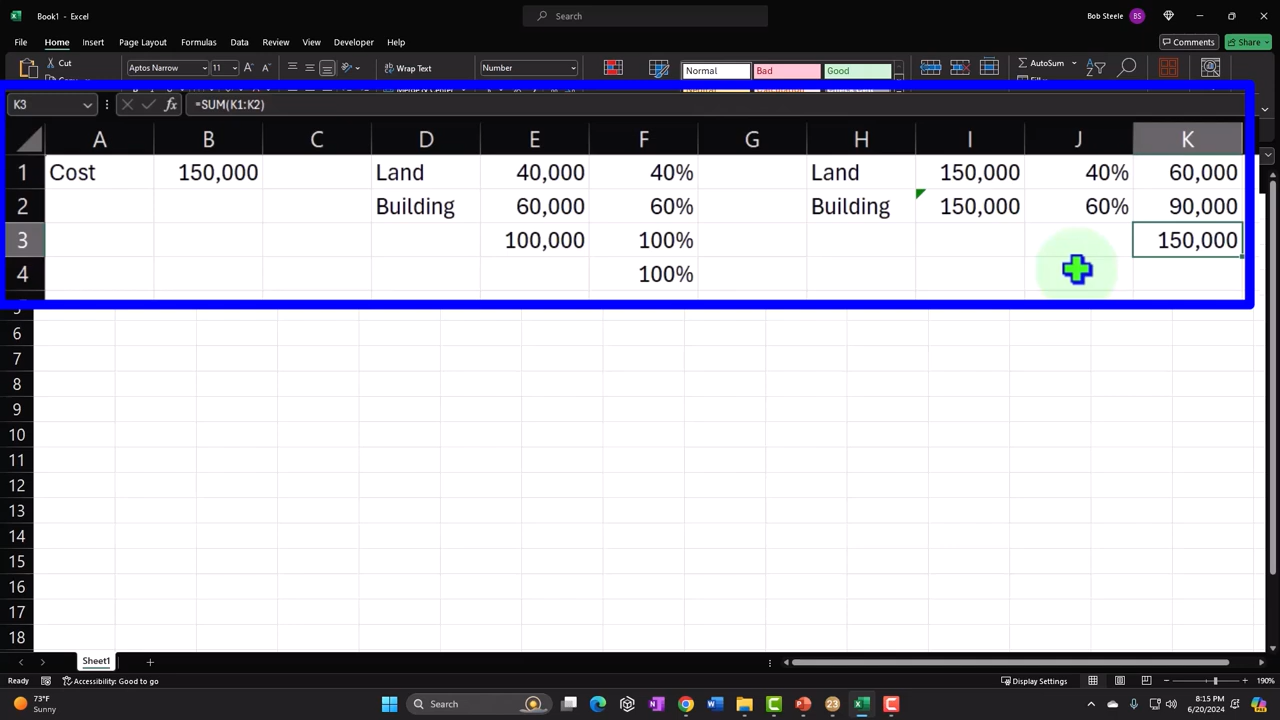 Book1 - Excel
Search
Bob Steele BS
File Home Insert Page Layout Formulas Data Review View Developer Help
Comments Share
Cut Aptos Narrow 11 Wrap Text Number Normal Bad Good AutoSum
K3 fx =SUM(K1:K2)
A B C D E F G H I J K
1 Cost 150,000 Land 40,000 40% Land 150,000 40% 60,000
2 Building 60,000 60% Building 150,000 60% 90,000
3 100,000 100% 150,000
4 100%
6
7
8
9
10
11
12
13
14
15
16
17
18
Sheet1
Ready Accessibility: Good to go Display Settings 190%
73°F
Sunny
Search
23
8:15 PM
6/20/2024